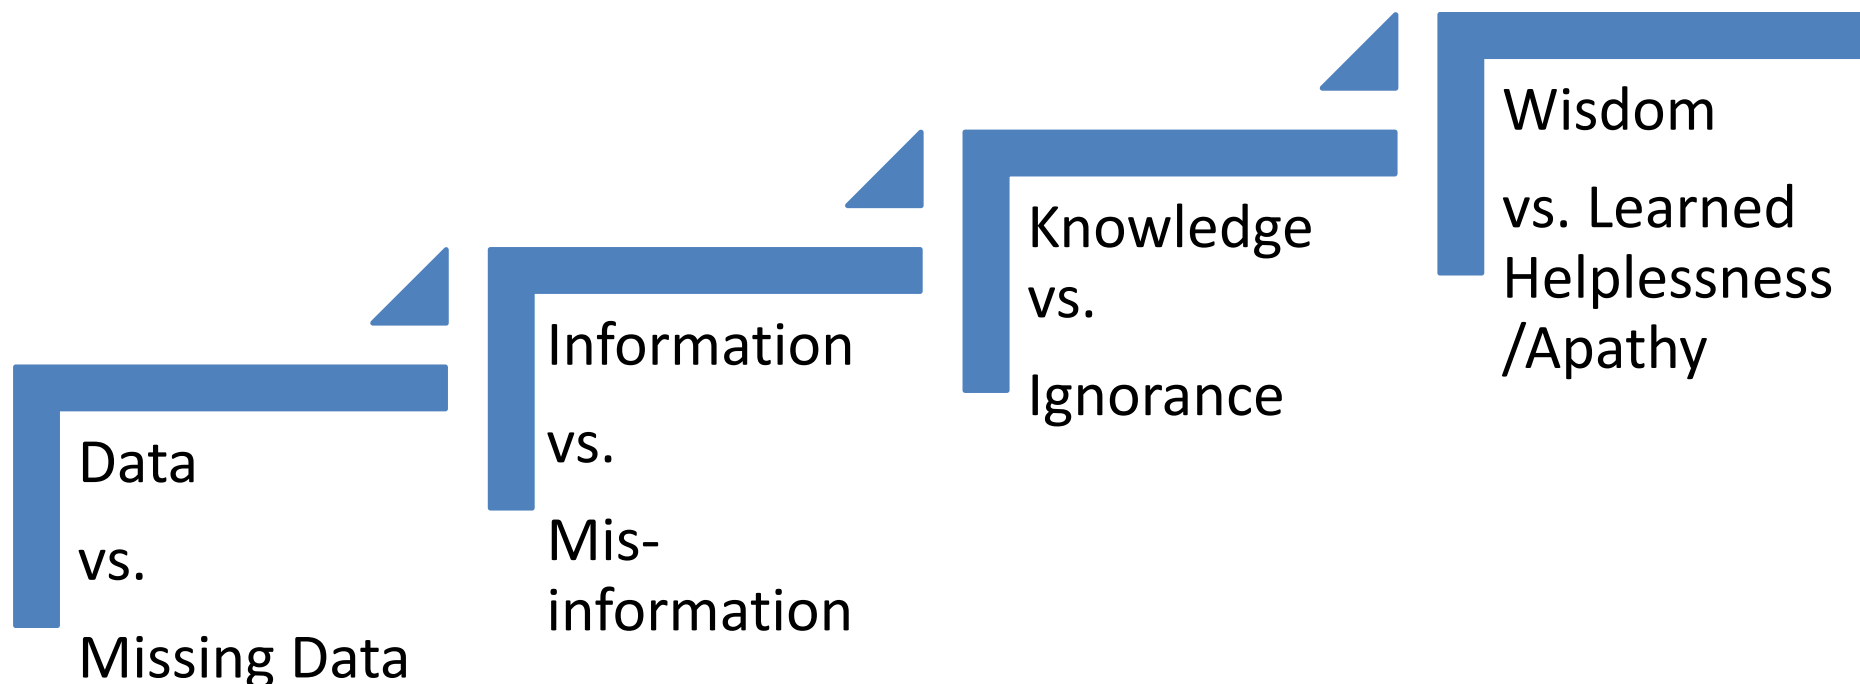 Data
vs.
Missing Data
Information
vs.
Mis-
information
Knowledge
vs.
Ignorance
Wisdom
vs. Learned
Helplessness
/Apathy